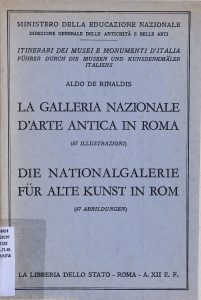 MINISTERO DELLA EDUCAZIONE NAZIONALE
DIREZIONE GENERALE DELLE ANTICHITÀ E BELLE ARTI
ITINERARI DEI MUSEI E MONUMENTI D'ITALIA
FÜHRER DURCH DIE MUSEEN UND KUNSDENKMÄLER
ITALIENS
ALDO DE RINALDIS
LA GALLERIA NAZIONALE
D'ARTE ANTICA IN ROMA
(87 ILLUSTRAZIONI)
DIE NATIONALGALERIE
FÜR ALTE KUNST IN ROM
(87 ABBILDUNGEN)
LA LIBRERIA DELLO STATO - ROMA - A. XII E. F.